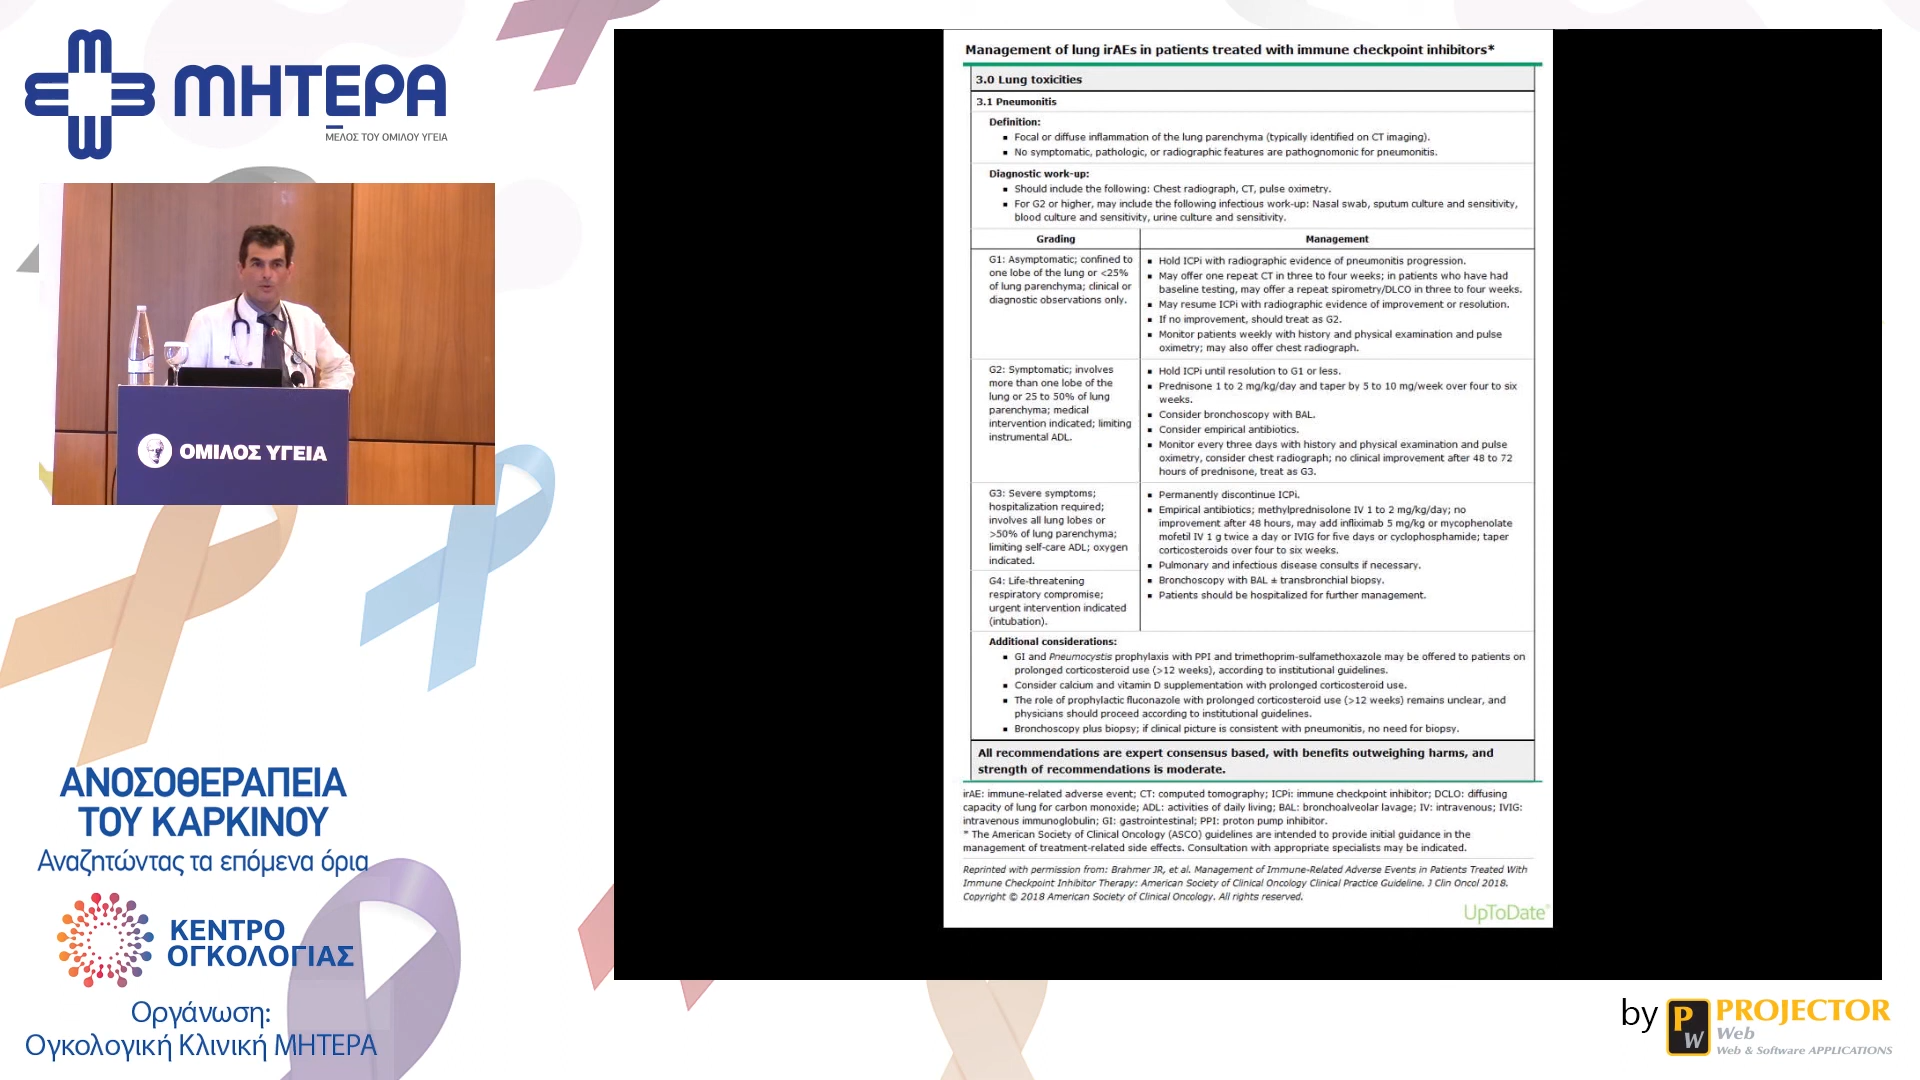 ΜΗΤΕΡΑ
ΜΕΛΟΣ ΤΟΥ ΟΜΙΛΟΥ ΥΓΕΙΑ
ΟΜΙΛΟΣ ΥΓΕΙΑ
ΑΝΟΣΟΘΕΡΑΠΕΙΑ
ΤΟΥ ΚΑΡΚΙΝΟΥ
Αναζητώντας τα επόμενα όρια
ΚΕΝΤΡΟ
ΟΓΚΟΛΟΓΙΑΣ
Οργάνωση:
Ογκολογική Κλινική ΜΗΤΕΡΑ
Management of lung irAEs in patients treated with immune checkpoint inhibitors*
3.0 Lung toxicities
3.1 Pneumonitis
Definition:
▪ Focal or diffuse inflammation of the lung parenchyma (typically identified on CT imaging).
▪ No symptomatic, pathologic, or radiographic features are pathognomonic for pneumonitis.
Diagnostic work-up:
▪ Should include the following: Chest radiograph, CT, pulse oximetry.
▪ For G2 or higher, may include the following infectious work-up: Nasal swab, sputum culture and sensitivity,
blood culture and sensitivity, urine culture and sensitivity.
Grading
Management
G1: Asymptomatic; confined to
one lobe of the lung or <25%
of lung parenchyma; clinical or
diagnostic observations only.
▪ Hold ICPi with radiographic evidence of pneumonitis progression.
▪ May offer one repeat CT in three to four weeks; in patients who have had
baseline testing, may offer a repeat spirometry/DLCO in three to four weeks.
▪ May resume ICPi with radiographic evidence of improvement or resolution.
▪ If no improvement, should treat as G2.
▪ Monitor patients weekly with history and physical examination and pulse
oximetry; may also offer chest radiograph.
G2: Symptomatic; involves
more than one lobe of the
lung or 25 to 50% of lung
parenchyma; medical
intervention indicated; limiting
instrumental ADL.
▪ Hold ICPi until resolution to G1 or less.
▪ Prednisone 1 to 2 mg/kg/day and taper by 5 to 10 mg/week over four to six
weeks.
▪ Consider bronchoscopy with BAL.
▪ Consider empirical antibiotics.
▪ Monitor every three days with history and physical examination and pulse
oximetry, consider chest radiograph; no clinical improvement after 48 to 72
hours of prednisone, treat as G3.
G3: Severe symptoms;
hospitalization required;
involves all lung lobes or
>50% of lung parenchyma;
limiting self-care ADL; oxygen
indicated.
G4: Life-threatening
respiratory compromise;
urgent intervention indicated
(intubation).
▪ Permanently discontinue ICPi.
▪ Empirical antibiotics; methylprednisolone IV 1 to 2 mg/kg/day; no
improvement after 48 hours, may add infliximab 5 mg/kg or mycophenolate
mofetil IV 1 g twice a day or IVIG for five days or cyclophosphamide; taper
corticosteroids over four to six weeks.
▪ Pulmonary and infectious disease consults if necessary.
▪ Bronchoscopy with BAL ± transbronchial biopsy.
▪ Patients should be hospitalized for further management.
Additional considerations:
▪ GI and Pneumocystis prophylaxis with PPI and trimethoprim-sulfamethoxazole may be offered to patients on
prolonged corticosteroid use (>12 weeks), according to institutional guidelines.
▪ Consider calcium and vitamin D supplementation with prolonged corticosteroid use.
▪ The role of prophylactic fluconazole with prolonged corticosteroid use (>12 weeks) remains unclear, and
physicians should proceed according to institutional guidelines.
▪ Bronchoscopy plus biopsy; if clinical picture is consistent with pneumonitis, no need for biopsy.
All recommendations are expert consensus based, with benefits outweighing harms, and
strength of recommendations is moderate.
irAE: immune-related adverse event; CT: computed tomography; ICPi: immune checkpoint inhibitor; DCLO: diffusing
capacity of lung for carbon monoxide; ADL: activities of daily living; BAL: bronchoalveolar lavage; IV: intravenous; IVIG:
intravenous immunoglobulin; GI: gastrointestinal; PPI: proton pump inhibitor.
* The American Society of Clinical Oncology (ASCO) guidelines are intended to provide initial guidance in the
management of treatment-related side effects. Consultation with appropriate specialists may be indicated.
Reprinted with permission from: Brahmer JR, et al. Management of Immune-Related Adverse Events in Patients Treated With
Immune Checkpoint Inhibitor Therapy: American Society of Clinical Oncology Clinical Practice Guideline. J Clin Oncol 2018.
Copyright © 2018 American Society of Clinical Oncology. All rights reserved.
UpToDate®
by
PW
PROJECTOR
Web
Web & Software APPLICATIONS